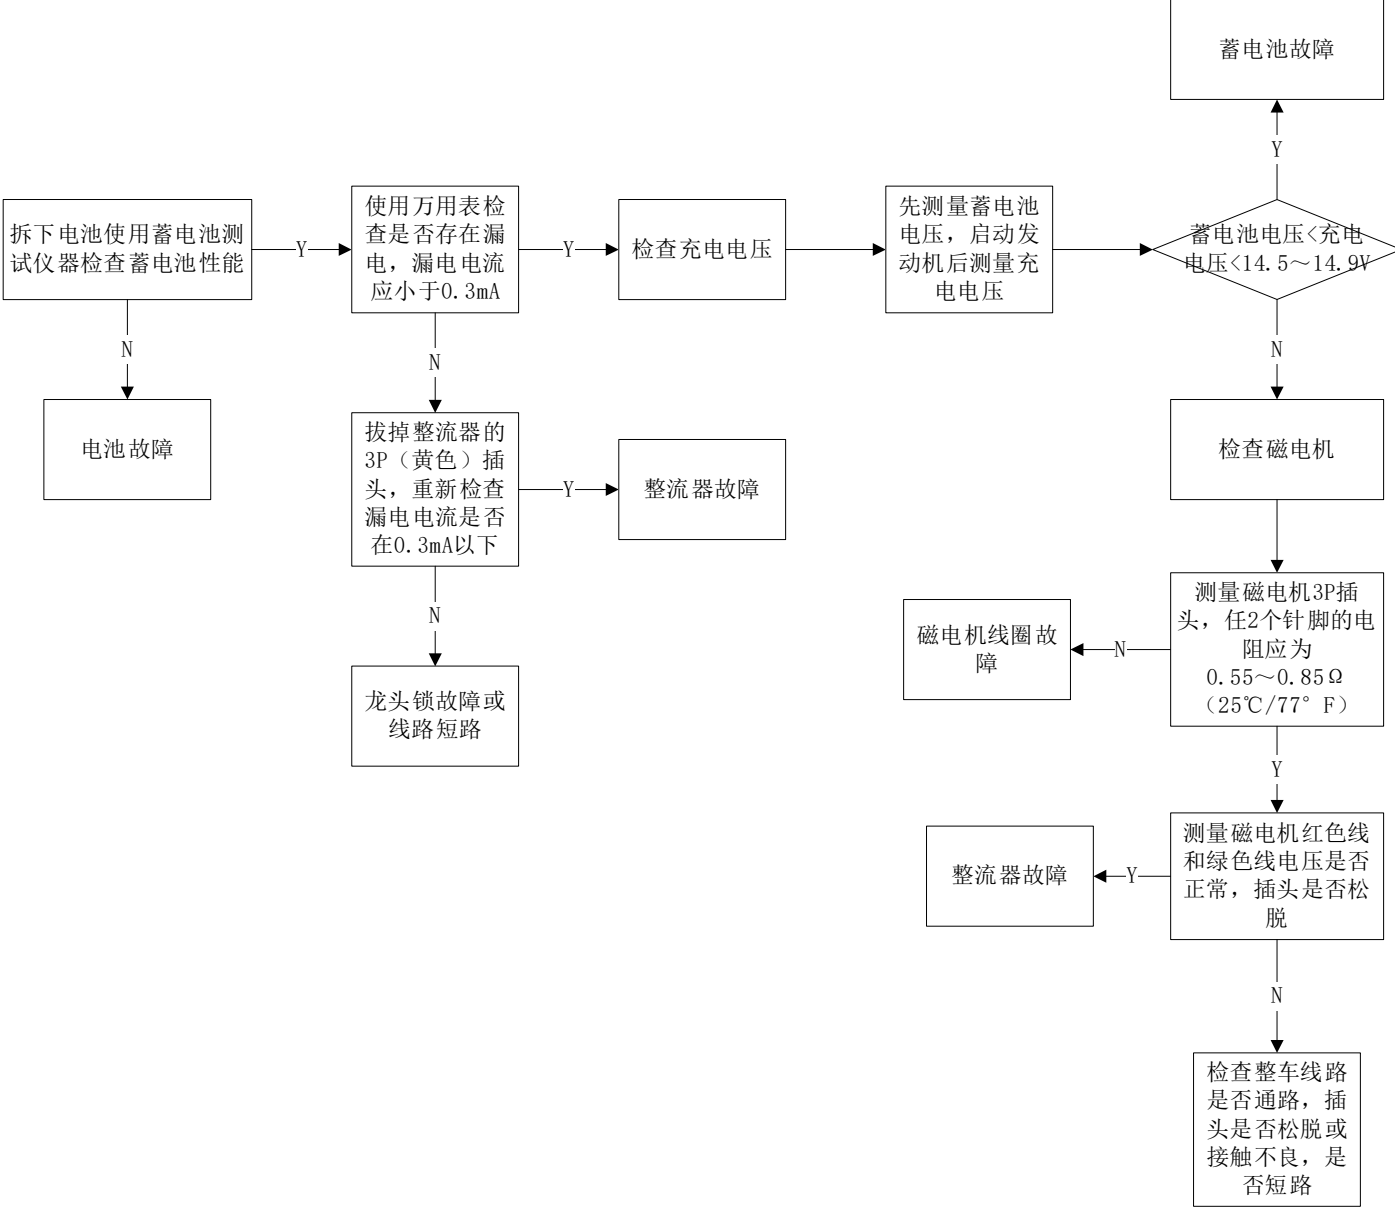 蓄电池故障
Y
拆下电池使用蓄电池测
试仪器检查蓄电池性能
Y
使用万用表检
查是否存在漏
电，漏电电流
应小于0.3mA
Y
检查充电电压
先测量蓄电池
电压，启动发
动机后测量充
电电压
蓄电池电压<充电
电压<14.5～14.9V
N
电池故障
N
拔掉整流器的
3P（黄色）插
头，重新检查
漏电电流是否
在0.3mA以下
Y
整流器故障
N
龙头锁故障或
线路短路
N
检查磁电机
测量磁电机3P插
头，任2个针脚的电
阻应为
0.55～0.85Ω
（25℃/77°F）
N
磁电机线圈故
障
Y
测量磁电机红色线
和绿色线电压是否
正常，插头是否松
脱
Y
整流器故障
N
检查整车线路
是否通路，插
头是否松脱或
接触不良，是
否短路